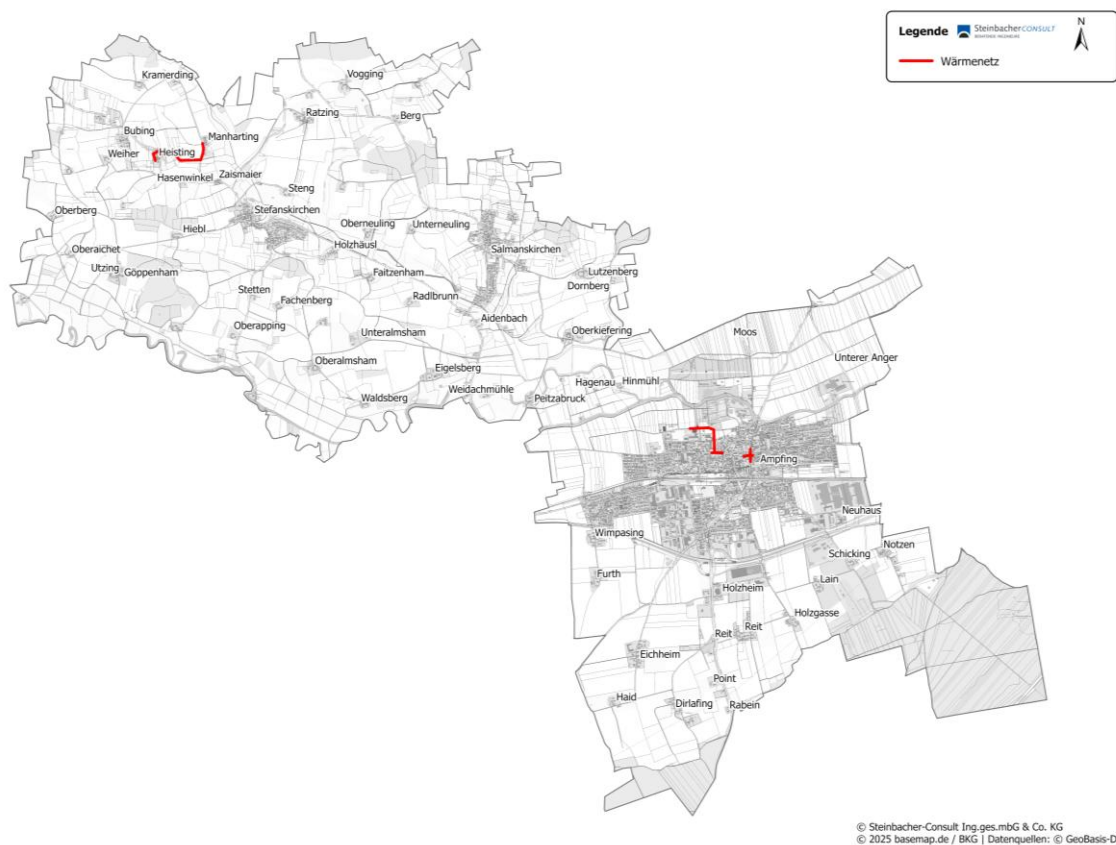 Legende
Steinbacher CONSULT
BERATENDE INGENIEURE
N
Wärmenetz
Kramerding
Vogging
Ratzing
Berg
Bubing
Manharting
Weiher
Heisting
Hasenwinkel
Zaismaier
Steng
Oberberg
Stefanskirchen
Hiebl
Oberneuling
Unterneuling
Oberaichet
Holzhäusl
Salmanskirchen
Utzing
Göppenham
Faitzenham
Lutzenberg
Dornberg
Stetten
Fachenberg
Radlbrunn
Oberapping
Aidenbach
Unteralmsham
Oberkiefering
Moos
Oberalmsham
Eigelsberg
Unterer Anger
Hagenau
Hinmühl
Weidachmühle
Waldsberg
Peitzabruck
Ampfing
Neuhaus
Wimpasing
Notzen
Schicking
Furth
Lain
Holzheim
Holzgasse
Reit
Reit
Eichheim
Point
Haid
Dirlafing
Rabein
© Steinbacher-Consult Ing.ges.mbG & Co. KG
© 2025 basemap.de / BKG | Datenquellen: © GeoBasis-D